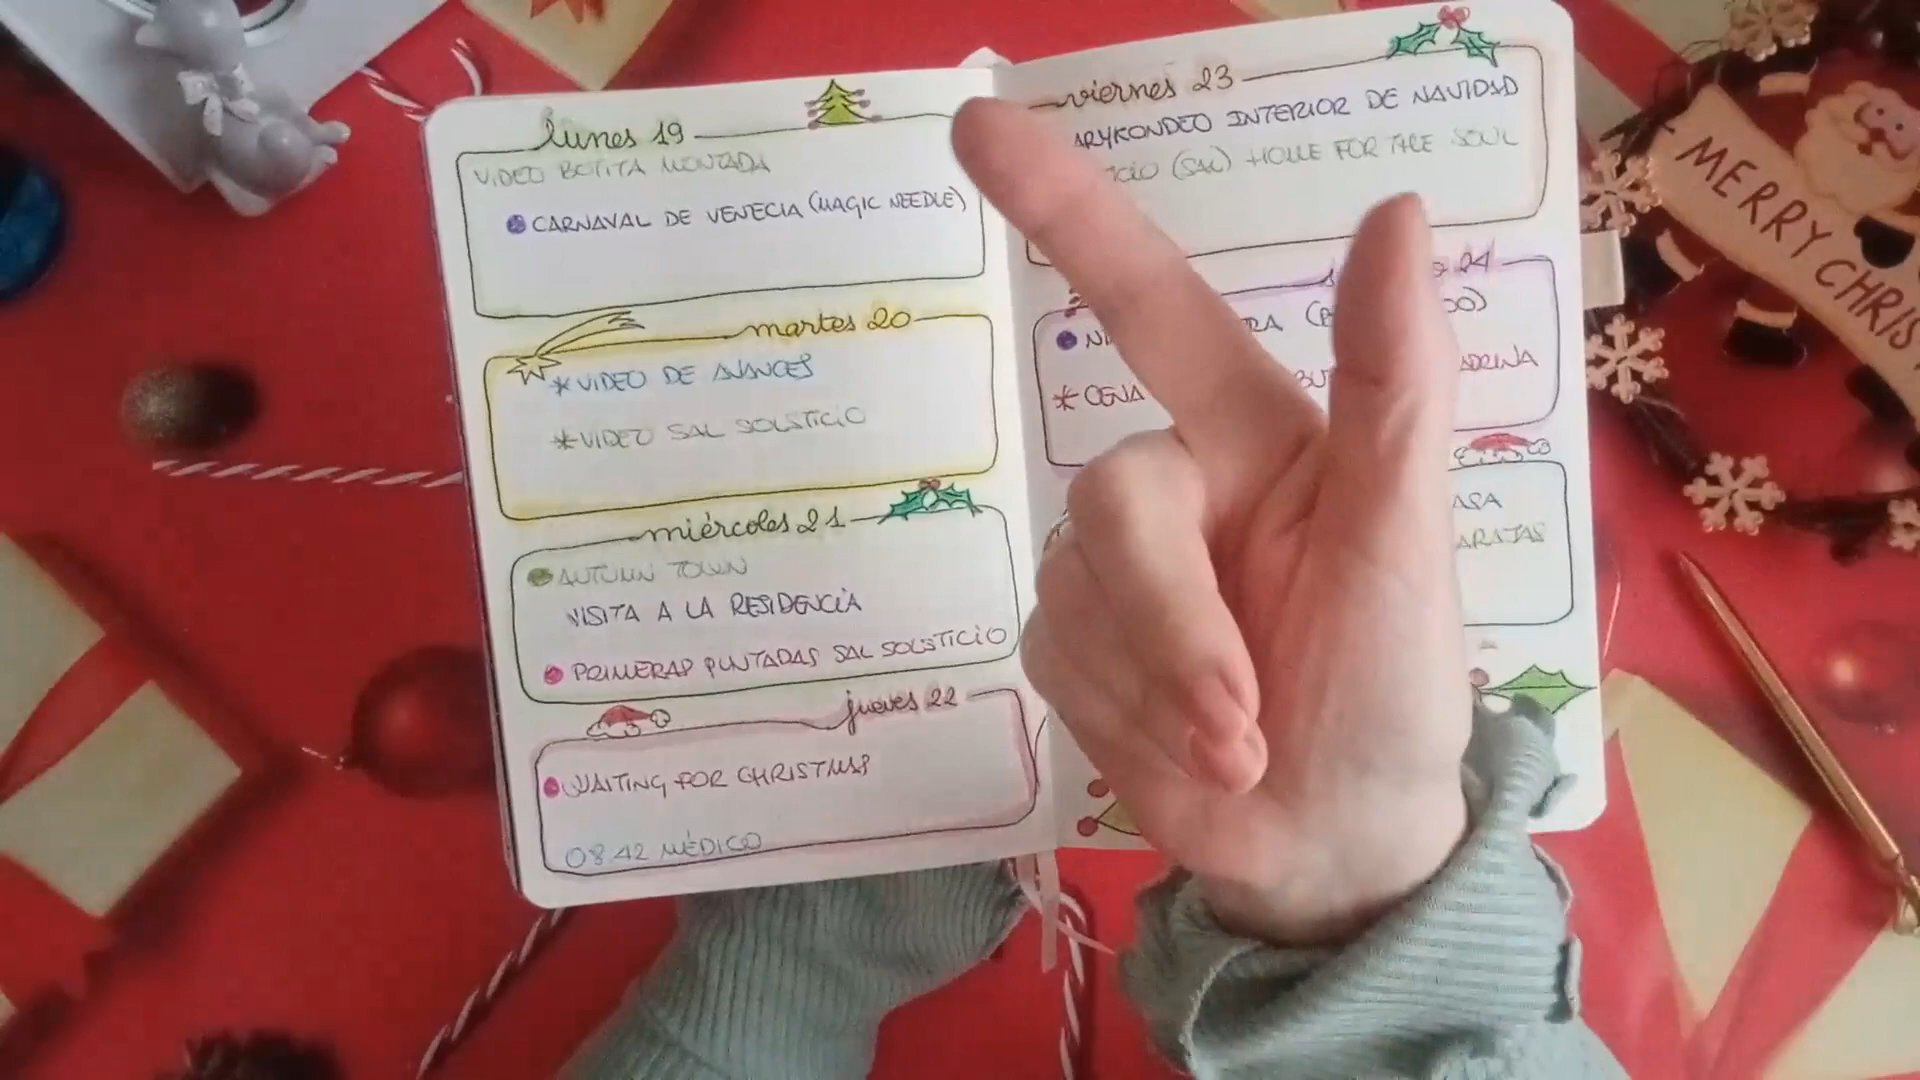 lunes 19
VIDEO BOTITA MONTADA
CARNAVAL DE VENECIA (MAGIC NEEDLE)
martes 20
* VIDEO DE AVANCES
* VIDEO SAL SOLSTICIO
miércoles 21
AUTUMN TOWN
VISITA A LA RESIDENCIA
PRIMERAS PUNTADAS SAL SOLSTICIO
jueves 22
WAITING FOR CHRISTMAS
08:42 MÉDICO
viernes 23
INTERIOR DE NAVIDAD
(SAL) HOME FOR THE SOUL
24
* CENA
MERRY CHRIS